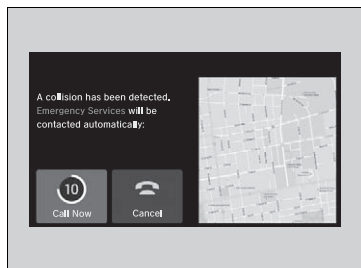 A collision has been detected.
Emergency Services will be
contacted automatically:
10
Call Now
Cancel